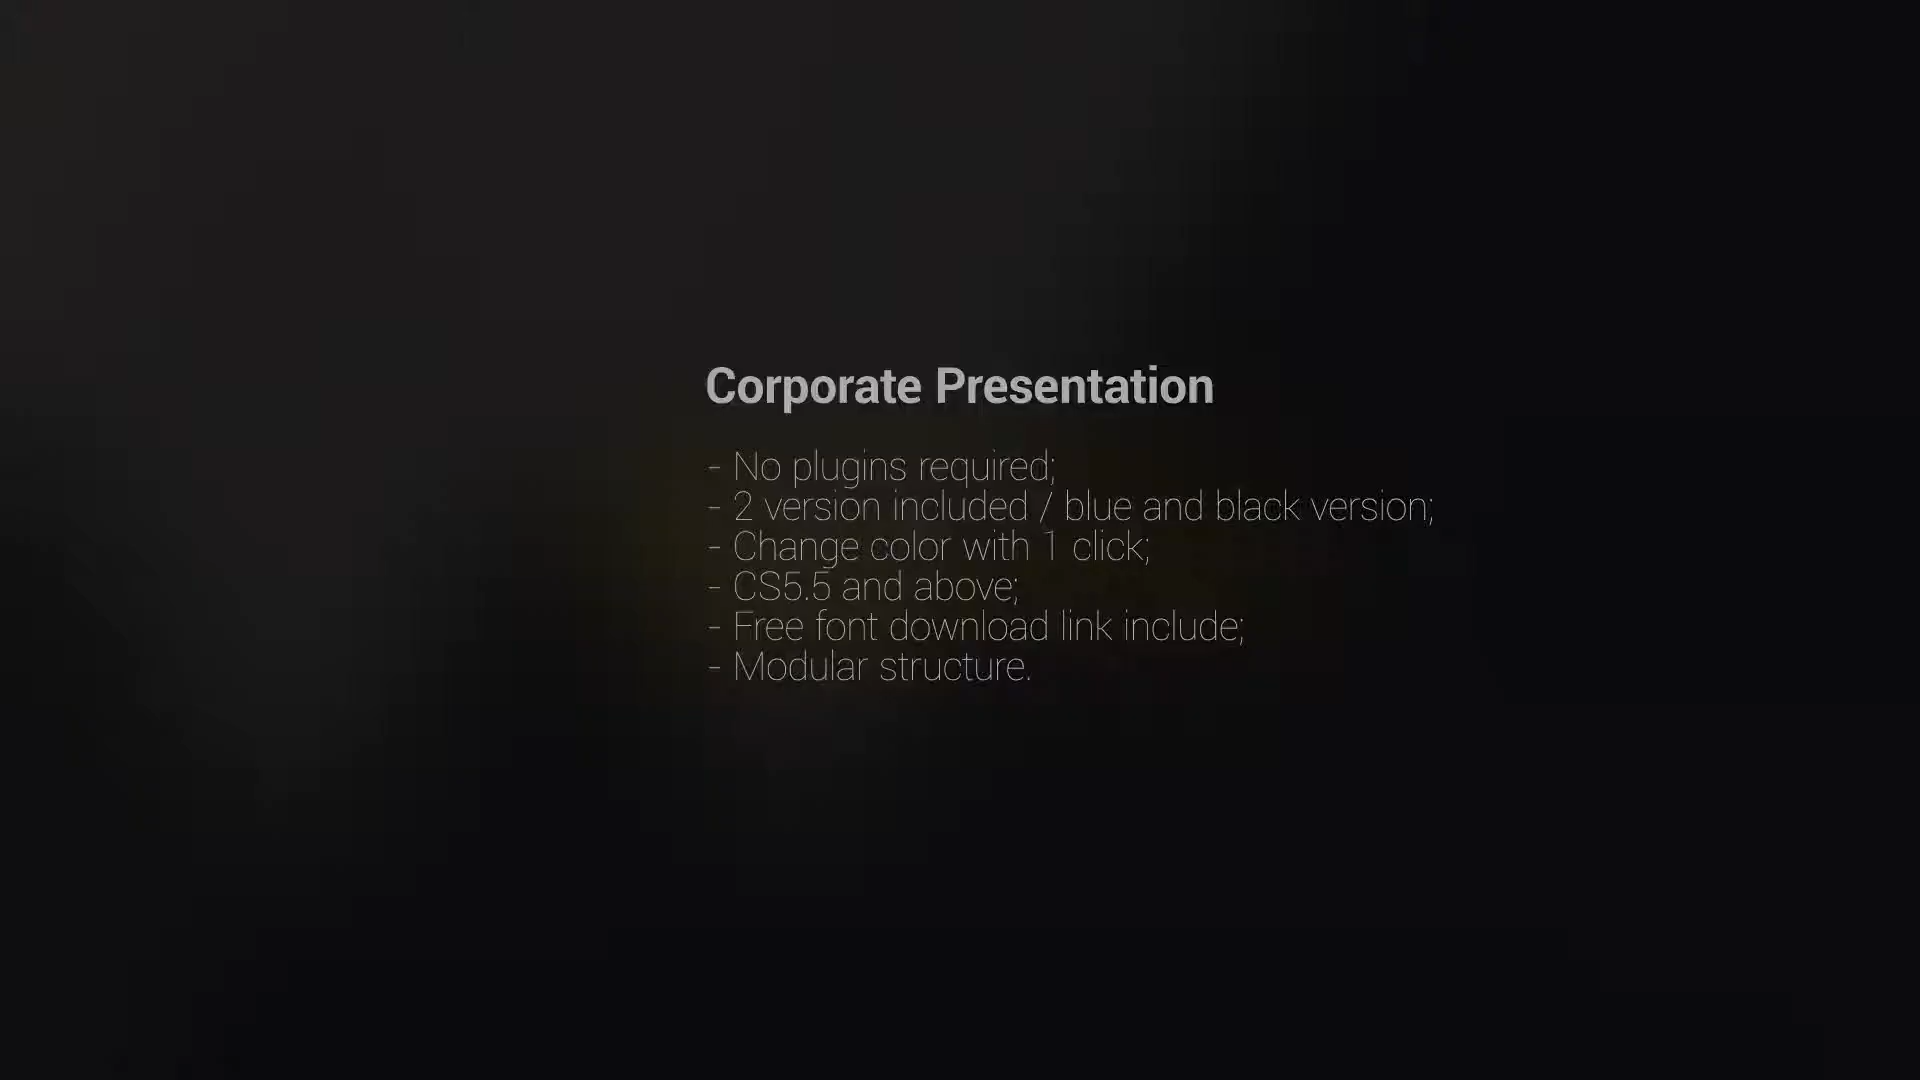 Corporate Presentation
- No plugins required;
- 2 version included / blue and black version;
- Change color with 1 click;
- CS5.5 and above;
- Free font download link include;
- Modular structure.